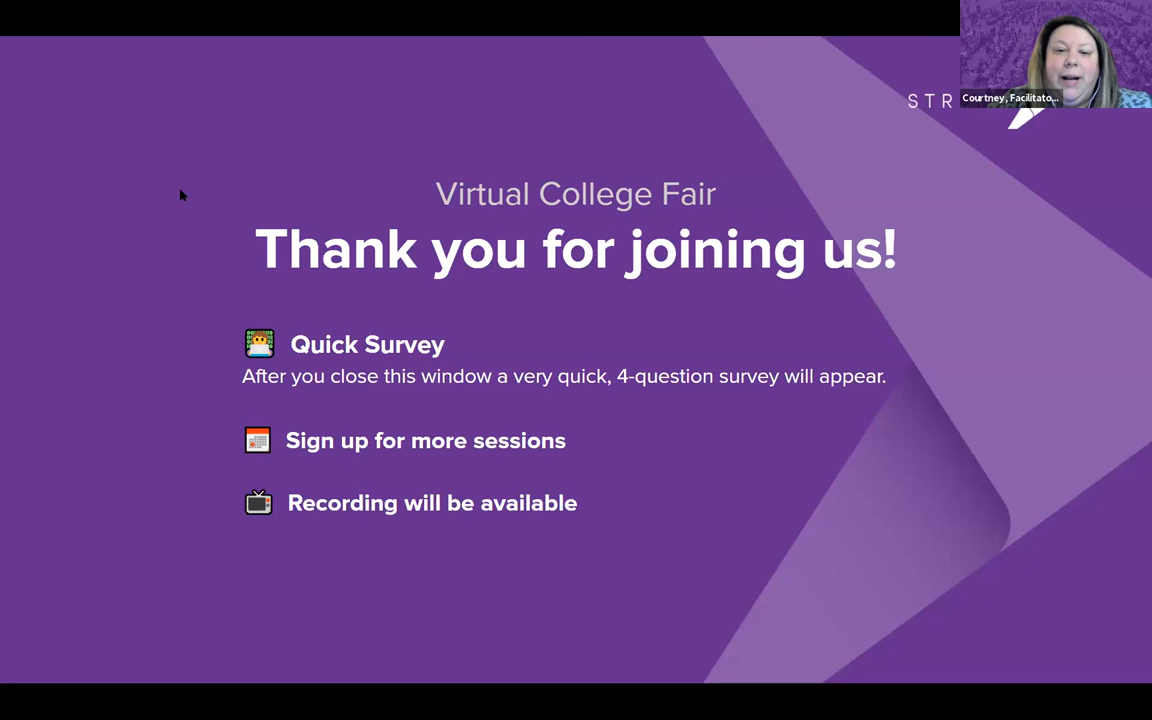 STR
Courtney, Facilitato...
Virtual College Fair
Thank you for joining us!
Quick Survey
After you close this window a very quick, 4-question survey will appear.
Sign up for more sessions
Recording will be available